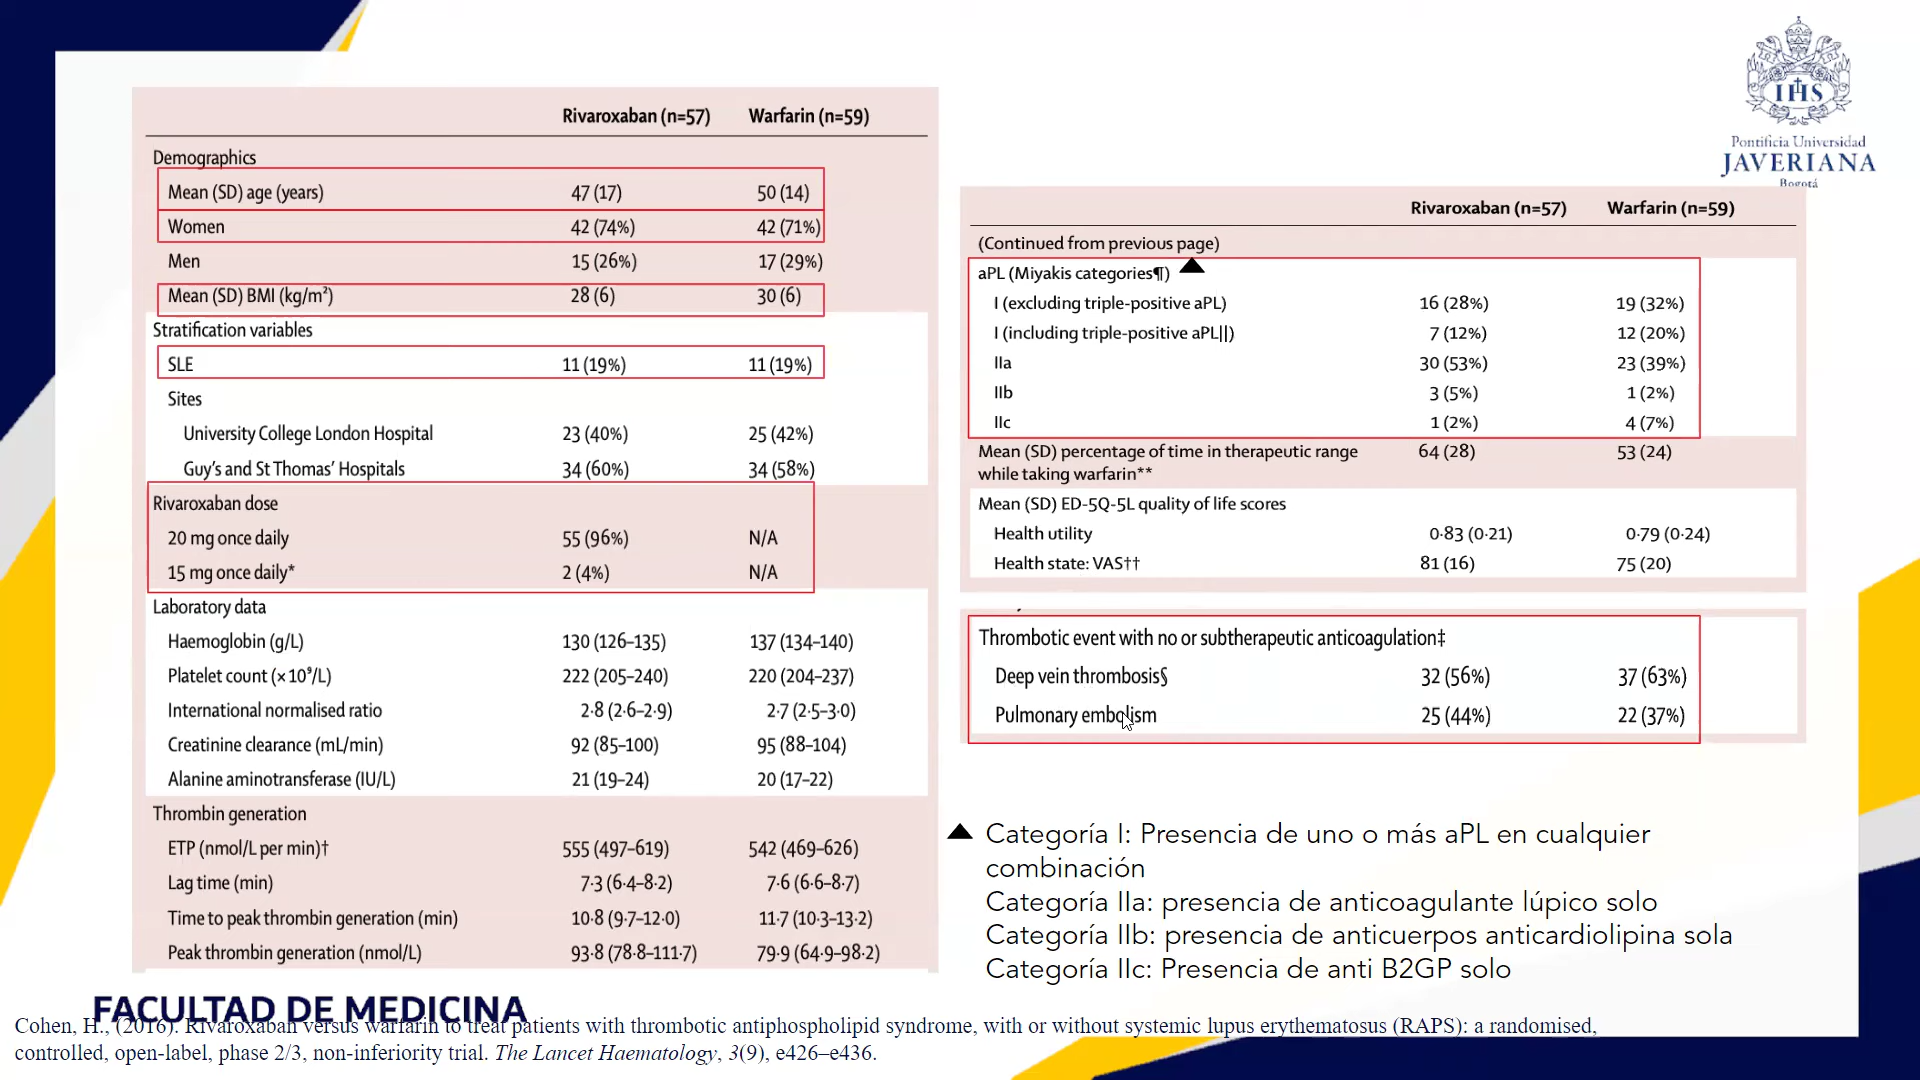 Pontificia Universidad
JAVERIANA
Bogotá
Rivaroxaban (n=57) Warfarin (n=59)
Demographics
Mean (SD) age (years) 47 (17) 50 (14)
Women 42 (74%) 42 (71%)
Men 15 (26%) 17 (29%)
Mean (SD) BMI (kg/m²) 28 (6) 30 (6)
Stratification variables
SLE 11 (19%) 11 (19%)
Sites
University College London Hospital 23 (40%) 25 (42%)
Guy's and St Thomas' Hospitals 34 (60%) 34 (58%)
Rivaroxaban dose
20 mg once daily 55 (96%) N/A
15 mg once daily* 2 (4%) N/A
Laboratory data
Haemoglobin (g/L) 130 (126–135) 137 (134–140)
Platelet count (×10⁹/L) 222 (205–240) 220 (204–237)
International normalised ratio 2·8 (2·6–2·9) 2·7 (2·5–3·0)
Creatinine clearance (mL/min) 92 (85–100) 95 (88–104)
Alanine aminotransferase (IU/L) 21 (19–24) 20 (17–22)
Thrombin generation
ETP (nmol/L per min)† 555 (497–619) 542 (469–626)
Lag time (min) 7·3 (6·4–8·2) 7·6 (6·6–8·7)
Time to peak thrombin generation (min) 10·8 (9·7–12·0) 11·7 (10·3–13·2)
Peak thrombin generation (nmol/L) 93·8 (78·8–111·7) 79·9 (64·9–98·2)
Rivaroxaban (n=57) Warfarin (n=59)
(Continued from previous page)
aPL (Miyakis categories¶)
I (excluding triple-positive aPL) 16 (28%) 19 (32%)
I (including triple-positive aPL||) 7 (12%) 12 (20%)
IIa 30 (53%) 23 (39%)
IIb 3 (5%) 1 (2%)
IIc 1 (2%) 4 (7%)
Mean (SD) percentage of time in therapeutic range 64 (28) 53 (24)
while taking warfarin**
Mean (SD) ED-5Q-5L quality of life scores
Health utility 0·83 (0·21) 0·79 (0·24)
Health state: VAS†† 81 (16) 75 (20)
Thrombotic event with no or subtherapeutic anticoagulation‡
Deep vein thrombosis§ 32 (56%) 37 (63%)
Pulmonary embolism 25 (44%) 22 (37%)
Categoría I: Presencia de uno o más aPL en cualquier
combinación
Categoría IIa: presencia de anticoagulante lúpico solo
Categoría IIb: presencia de anticuerpos anticardiolipina sola
Categoría IIc: Presencia de anti B2GP solo
FACULTAD DE MEDICINA
Cohen, H., (2016). Rivaroxaban versus warfarin to treat patients with thrombotic antiphospholipid syndrome, with or without systemic lupus erythematosus (RAPS): a randomised,
controlled, open-label, phase 2/3, non-inferiority trial. The Lancet Haematology, 3(9), e426–e436.
IHS